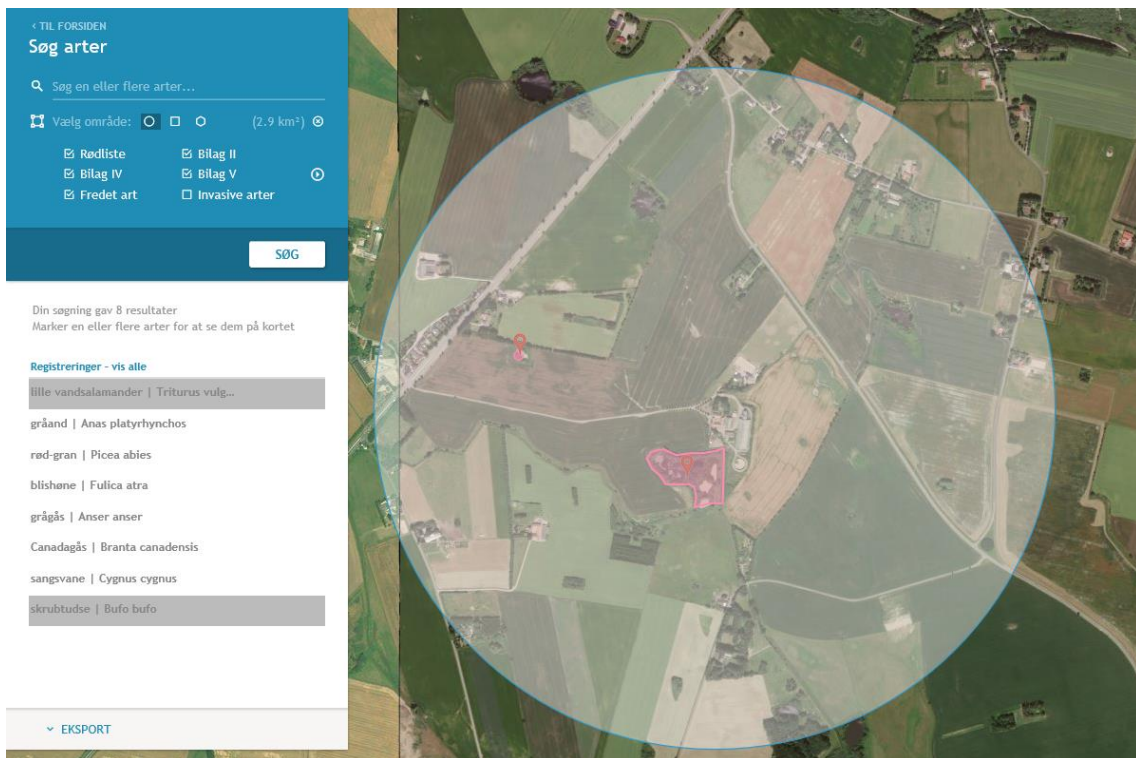 ‹ TIL FORSIDEN
Søg arter
Søg en eller flere arter...
Vælg område: (2.9 km²)
Rødliste Bilag II
Bilag IV Bilag V
Fredet art Invasive arter
SØG
Din søgning gav 8 resultater
Marker en eller flere arter for at se dem på kortet
Registreringer - vis alle
lille vandsalamander | Triturus vulg...
gråand | Anas platyrhynchos
rød-gran | Picea abies
blishøne | Fulica atra
grågås | Anser anser
Canadagås | Branta canadensis
sangsvane | Cygnus cygnus
skrubtudse | Bufo bufo
EKSPORT